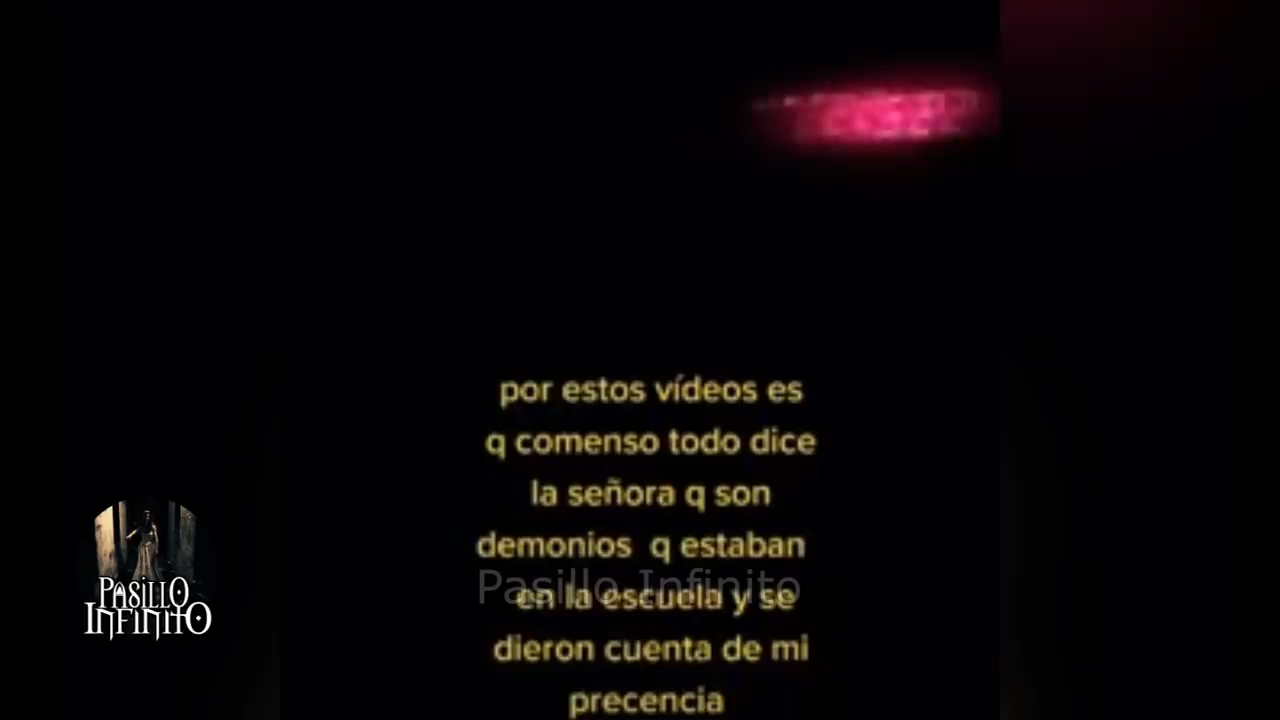 por estos vídeos es
q comenso todo dice
la señora q son
demonios q estaban
en la escuela y se
dieron cuenta de mi
precencia
Pasillo Infinito
PASiLLO
INFINITO